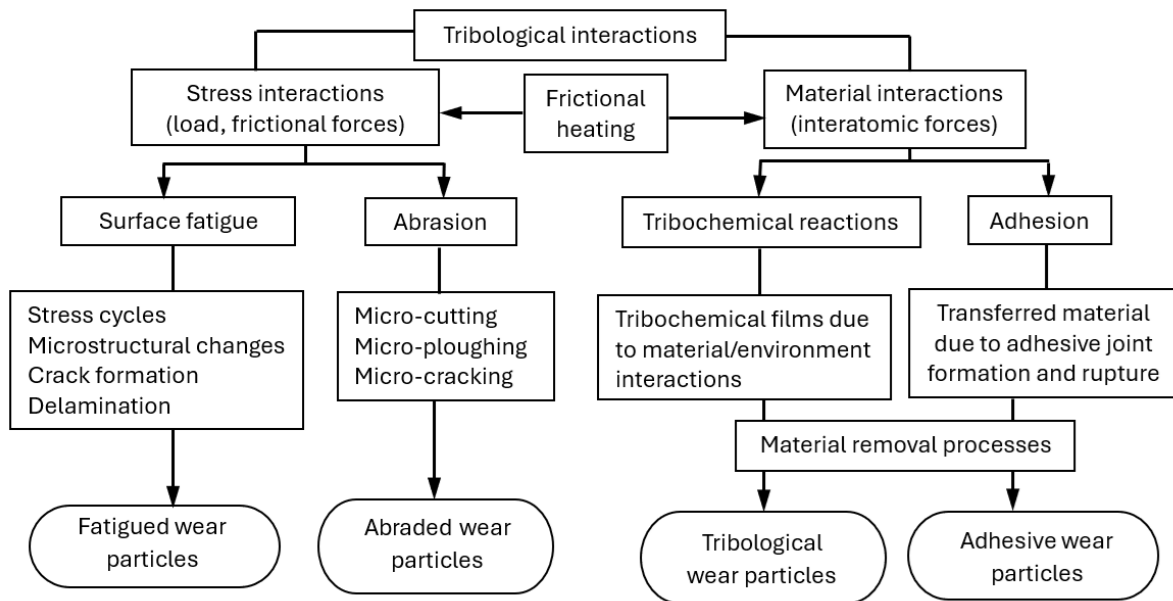 Tribological interactions
Stress interactions
(load, frictional forces)
Frictional
heating
Material interactions
(interatomic forces)
Surface fatigue
Abrasion
Tribochemical reactions
Adhesion
Stress cycles
Microstructural changes
Crack formation
Delamination
Micro-cutting
Micro-ploughing
Micro-cracking
Tribochemical films due
to material/environment
interactions
Transferred material
due to adhesive joint
formation and rupture
Material removal processes
Fatigued wear
particles
Abraded wear
particles
Tribological
wear particles
Adhesive wear
particles